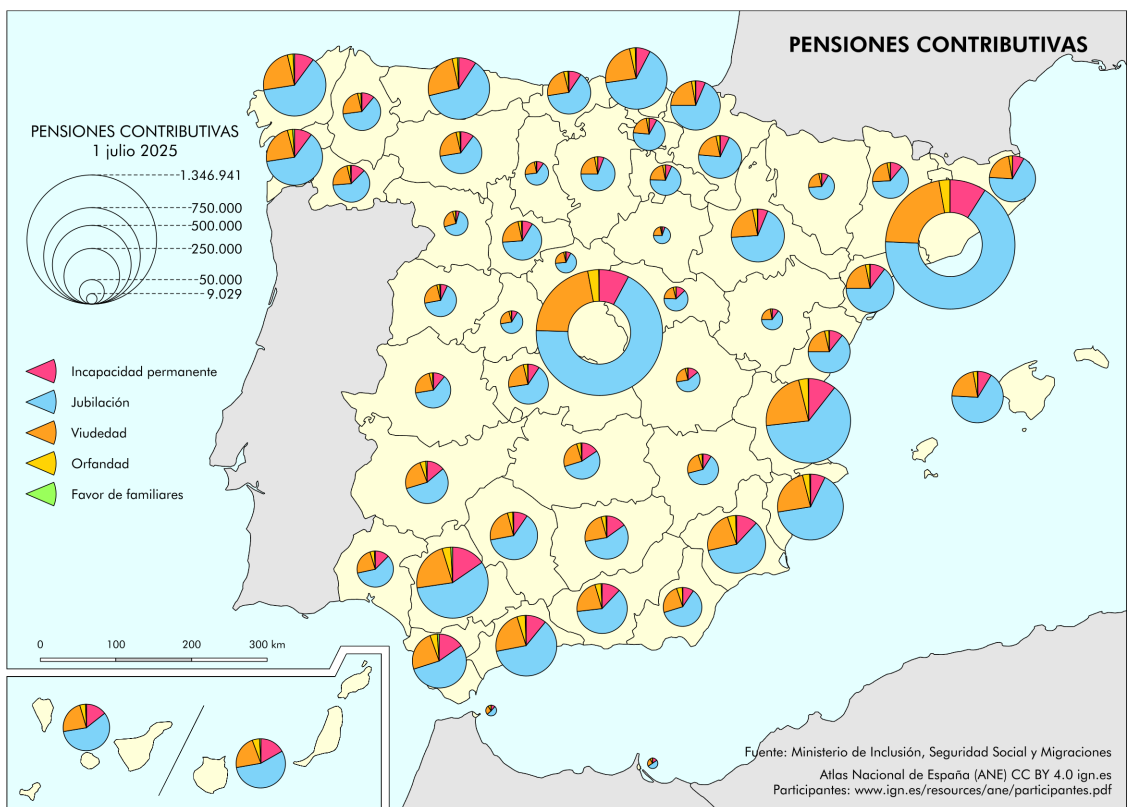 PENSIONES CONTRIBUTIVAS
PENSIONES CONTRIBUTIVAS
1 julio 2025
1.346.941
750.000
500.000
250.000
50.000
9.029
Incapacidad permanente
Jubilación
Viudedad
Orfandad
Favor de familiares
0 100 200 300 km
Fuente: Ministerio de Inclusión, Seguridad Social y Migraciones
Atlas Nacional de España (ANE) CC BY 4.0 ign.es
Participantes: www.ign.es/resources/ane/participantes.pdf